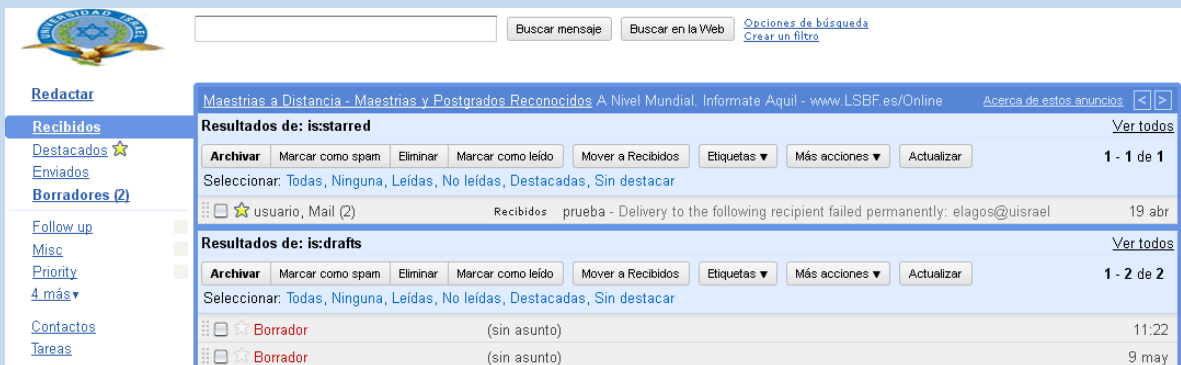 UNIVERSIDAD ISRAEL
Buscar mensaje Buscar en la Web Opciones de búsqueda
Crear un filtro
Redactar
Recibidos
Destacados
Enviados
Borradores (2)
Follow up
Misc
Priority
4 más▾
Contactos
Tareas
Maestrias a Distancia - Maestrias y Postgrados Reconocidos A Nivel Mundial. Informate Aqui! - www.LSBF.es/Online Acerca de estos anuncios < >
Resultados de: is:starred Ver todos
Archivar Marcar como spam Eliminar Marcar como leído Mover a Recibidos Etiquetas ▾ Más acciones ▾ Actualizar 1 - 1 de 1
Seleccionar: Todas, Ninguna, Leídas, No leídas, Destacadas, Sin destacar
usuario, Mail (2) Recibidos prueba - Delivery to the following recipient failed permanently: elagos@uisrael 19 abr
Resultados de: is:drafts Ver todos
Archivar Marcar como spam Eliminar Marcar como leído Mover a Recibidos Etiquetas ▾ Más acciones ▾ Actualizar 1 - 2 de 2
Seleccionar: Todas, Ninguna, Leídas, No leídas, Destacadas, Sin destacar
Borrador (sin asunto) 11:22
Borrador (sin asunto) 9 may